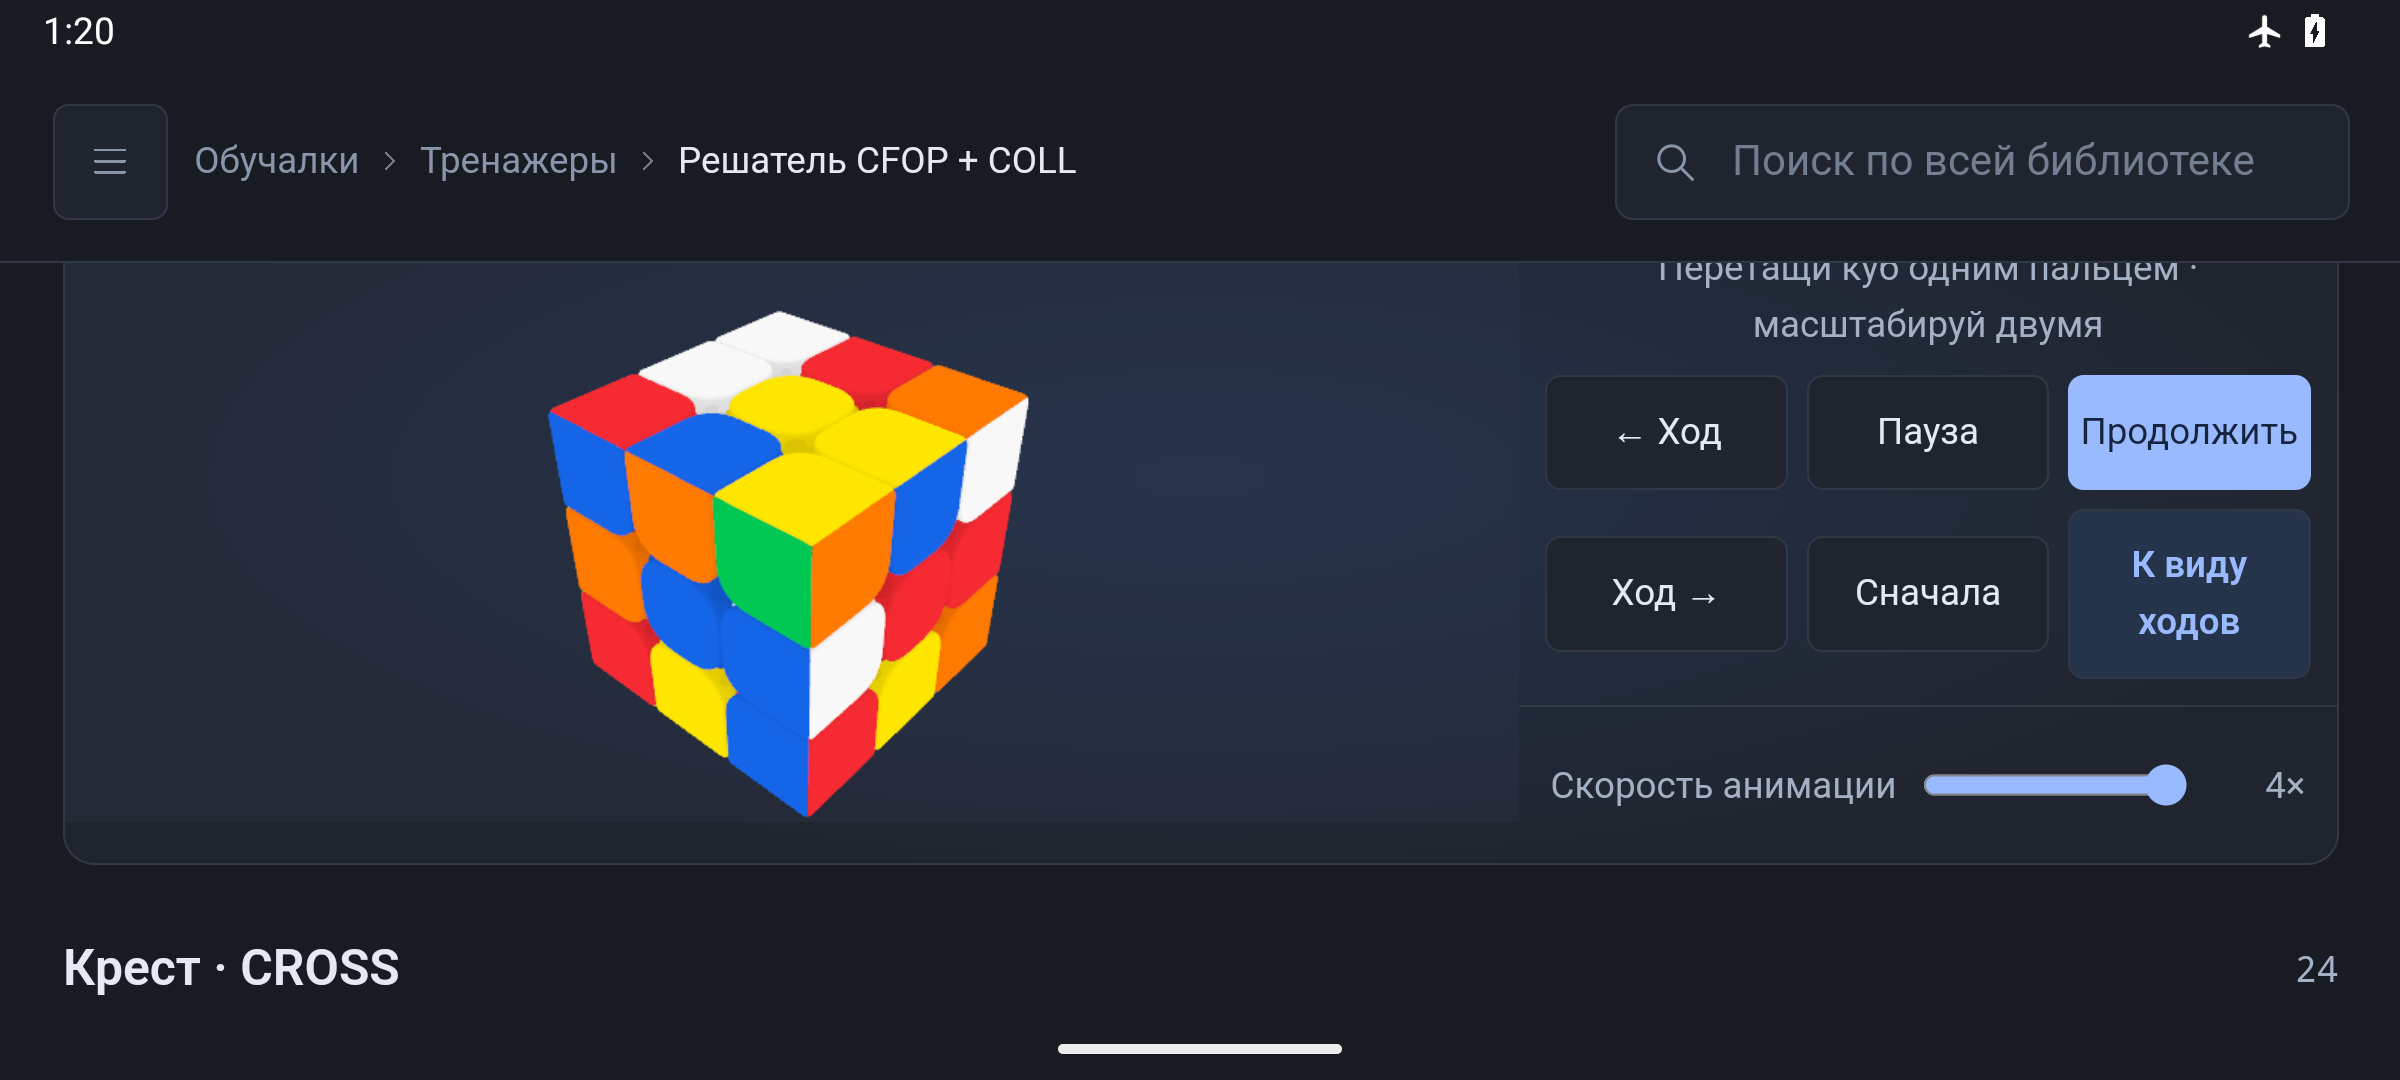 1:20
Обучалки > Тренажеры > Решатель CFOP + COLL
Поиск по всей библиотеке
Перетащи куб одним пальцем ·
масштабируй двумя
← Ход
Пауза
Продолжить
Ход →
Сначала
К виду
ходов
Скорость анимации
4×
Крест · CROSS
24